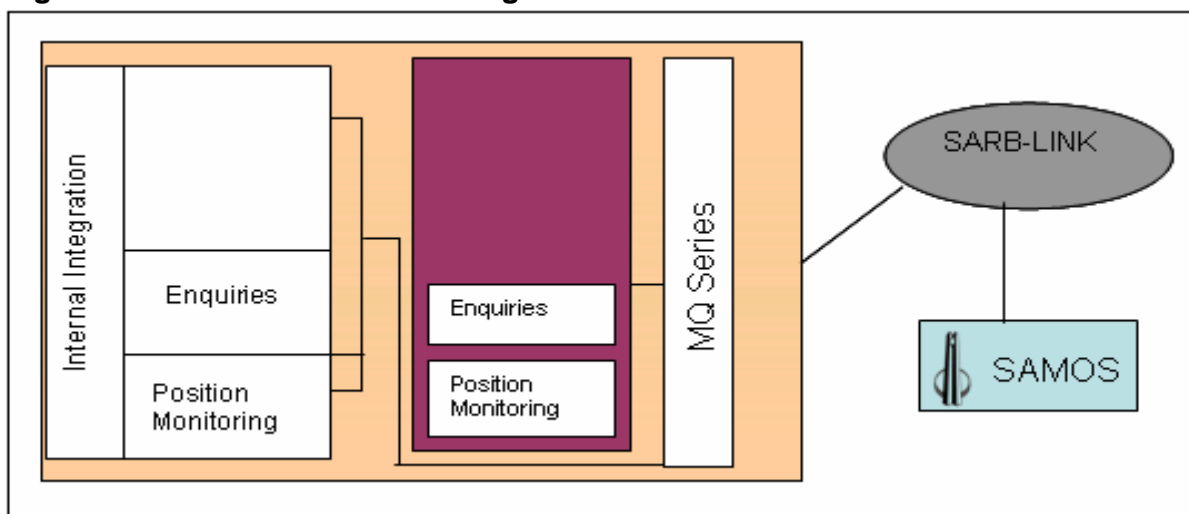 Internal Integration
Enquiries
Position
Monitoring
Enquiries
Position
Monitoring
MQ Series
SARB-LINK
SAMOS